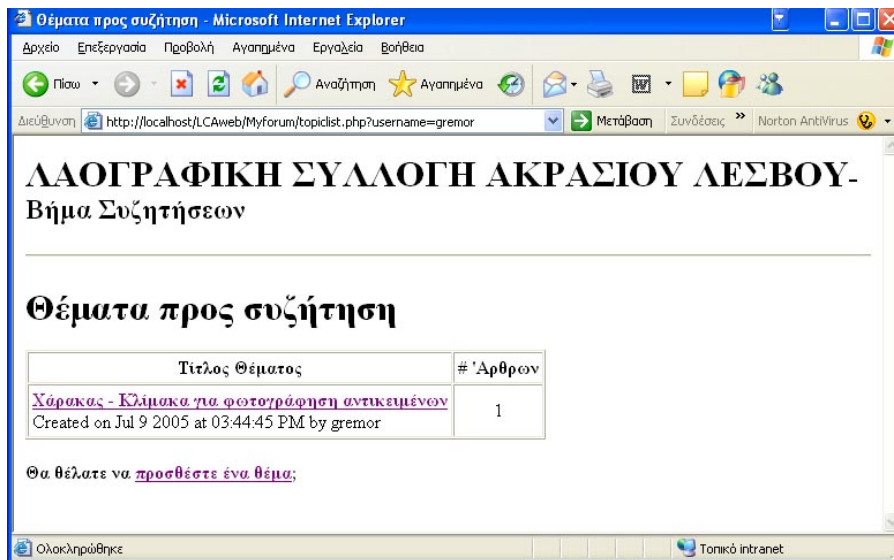 Θέματα προς συζήτηση - Microsoft Internet Explorer
Αρχείο Επεξεργασία Προβολή Αγαπημένα Εργαλεία Βοήθεια
Πίσω Αναζήτηση Αγαπημένα
Διεύθυνση http://localhost/LCAweb/Myforum/topiclist.php?username=gremor Μετάβαση Συνδέσεις » Norton AntiVirus
ΛΑΟΓΡΑΦΙΚΗ ΣΥΛΛΟΓΗ ΑΚΡΑΣΙΟΥ ΛΕΣΒΟΥ-
Βήμα Συζητήσεων
Θέματα προς συζήτηση
Τίτλος Θέματος # 'Αρθρων
Χάρακας - Κλίμακα για φωτογράφηση αντικειμένων
Created on Jul 9 2005 at 03:44:45 PM by gremor 1
Θα θέλατε να προσθέστε ένα θέμα;
Ολοκληρώθηκε Τοπικό intranet